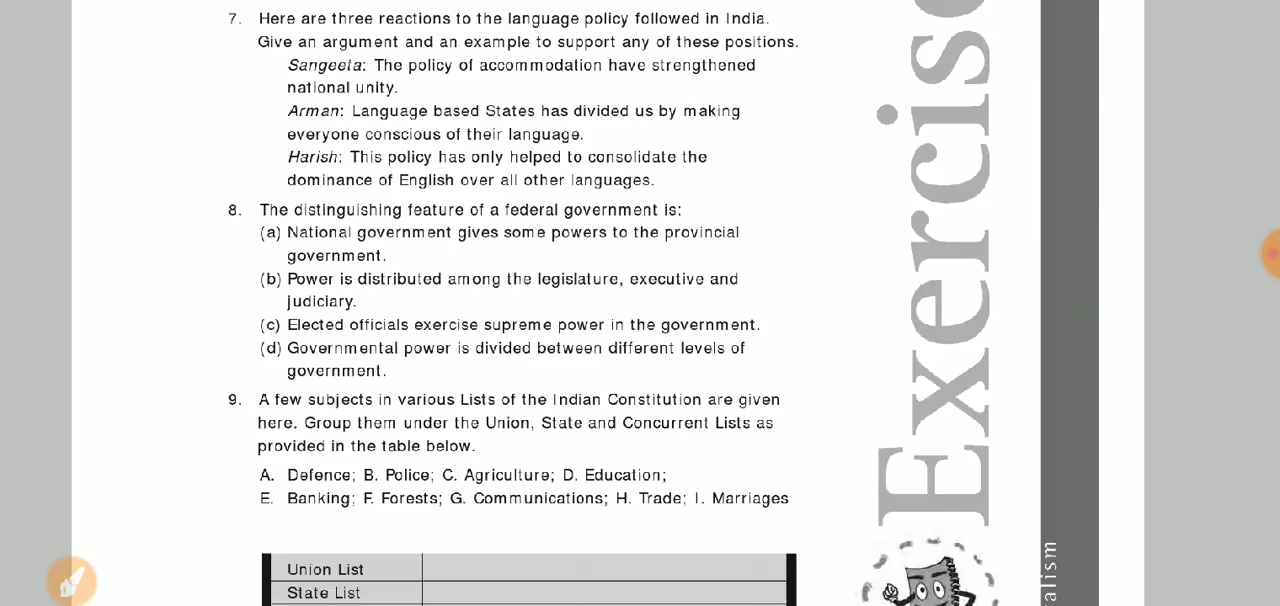 7. Here are three reactions to the language policy followed in India.
Give an argument and an example to support any of these positions.
Sangeeta: The policy of accommodation have strengthened
national unity.
Arman: Language based States has divided us by making
everyone conscious of their language.
Harish: This policy has only helped to consolidate the
dominance of English over all other languages.
8. The distinguishing feature of a federal government is:
(a) National government gives some powers to the provincial
government.
(b) Power is distributed among the legislature, executive and
judiciary.
(c) Elected officials exercise supreme power in the government.
(d) Governmental power is divided between different levels of
government.
9. A few subjects in various Lists of the Indian Constitution are given
here. Group them under the Union, State and Concurrent Lists as
provided in the table below.
A. Defence; B. Police; C. Agriculture; D. Education;
E. Banking; F. Forests; G. Communications; H. Trade; I. Marriages
Union List
State List
Exercise
alism